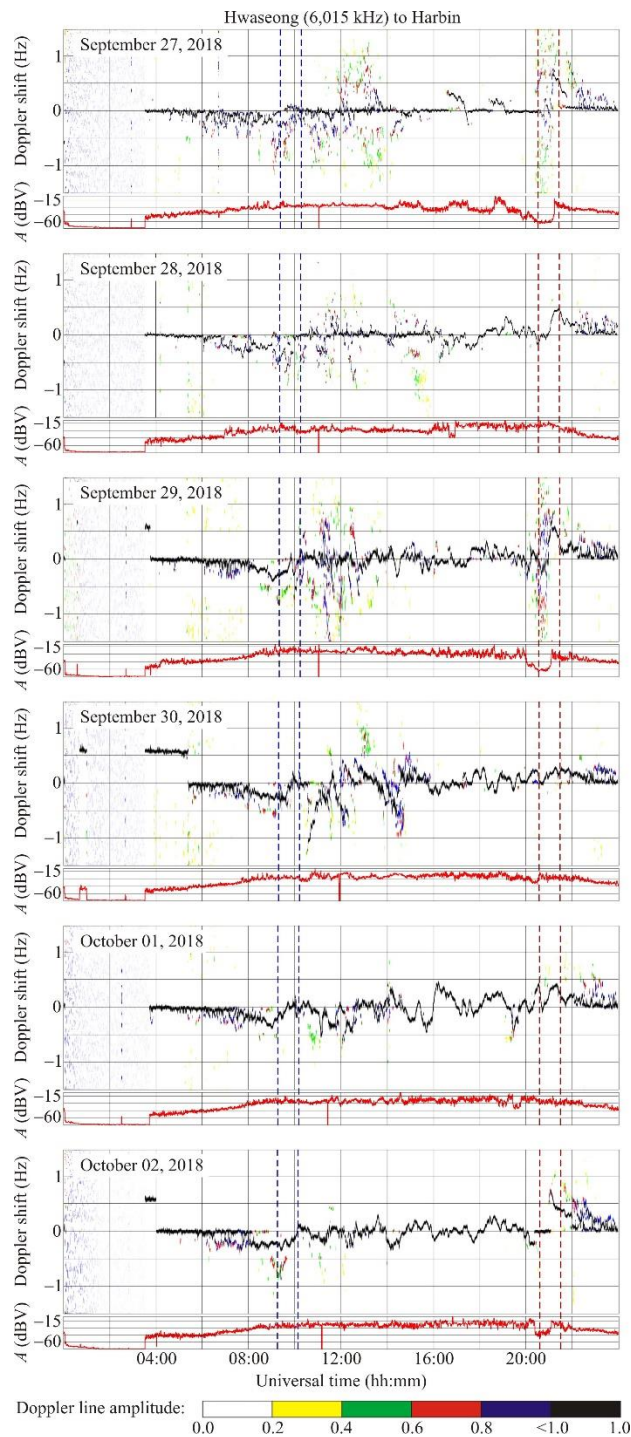 Hwaseong (6,015 kHz) to Harbin
September 27, 2018
Doppler shift (Hz)
1
0
−1
A (dBV)
−15
−60
September 28, 2018
Doppler shift (Hz)
1
0
−1
A (dBV)
−15
−60
September 29, 2018
Doppler shift (Hz)
1
0
−1
A (dBV)
−15
−60
September 30, 2018
Doppler shift (Hz)
1
0
−1
A (dBV)
−15
−60
October 01, 2018
Doppler shift (Hz)
1
0
−1
A (dBV)
−15
−60
October 02, 2018
Doppler shift (Hz)
1
0
−1
A (dBV)
−15
−60
04:00 08:00 12:00 16:00 20:00
Universal time (hh:mm)
Doppler line amplitude:
0.0 0.2 0.4 0.6 0.8 <1.0 1.0